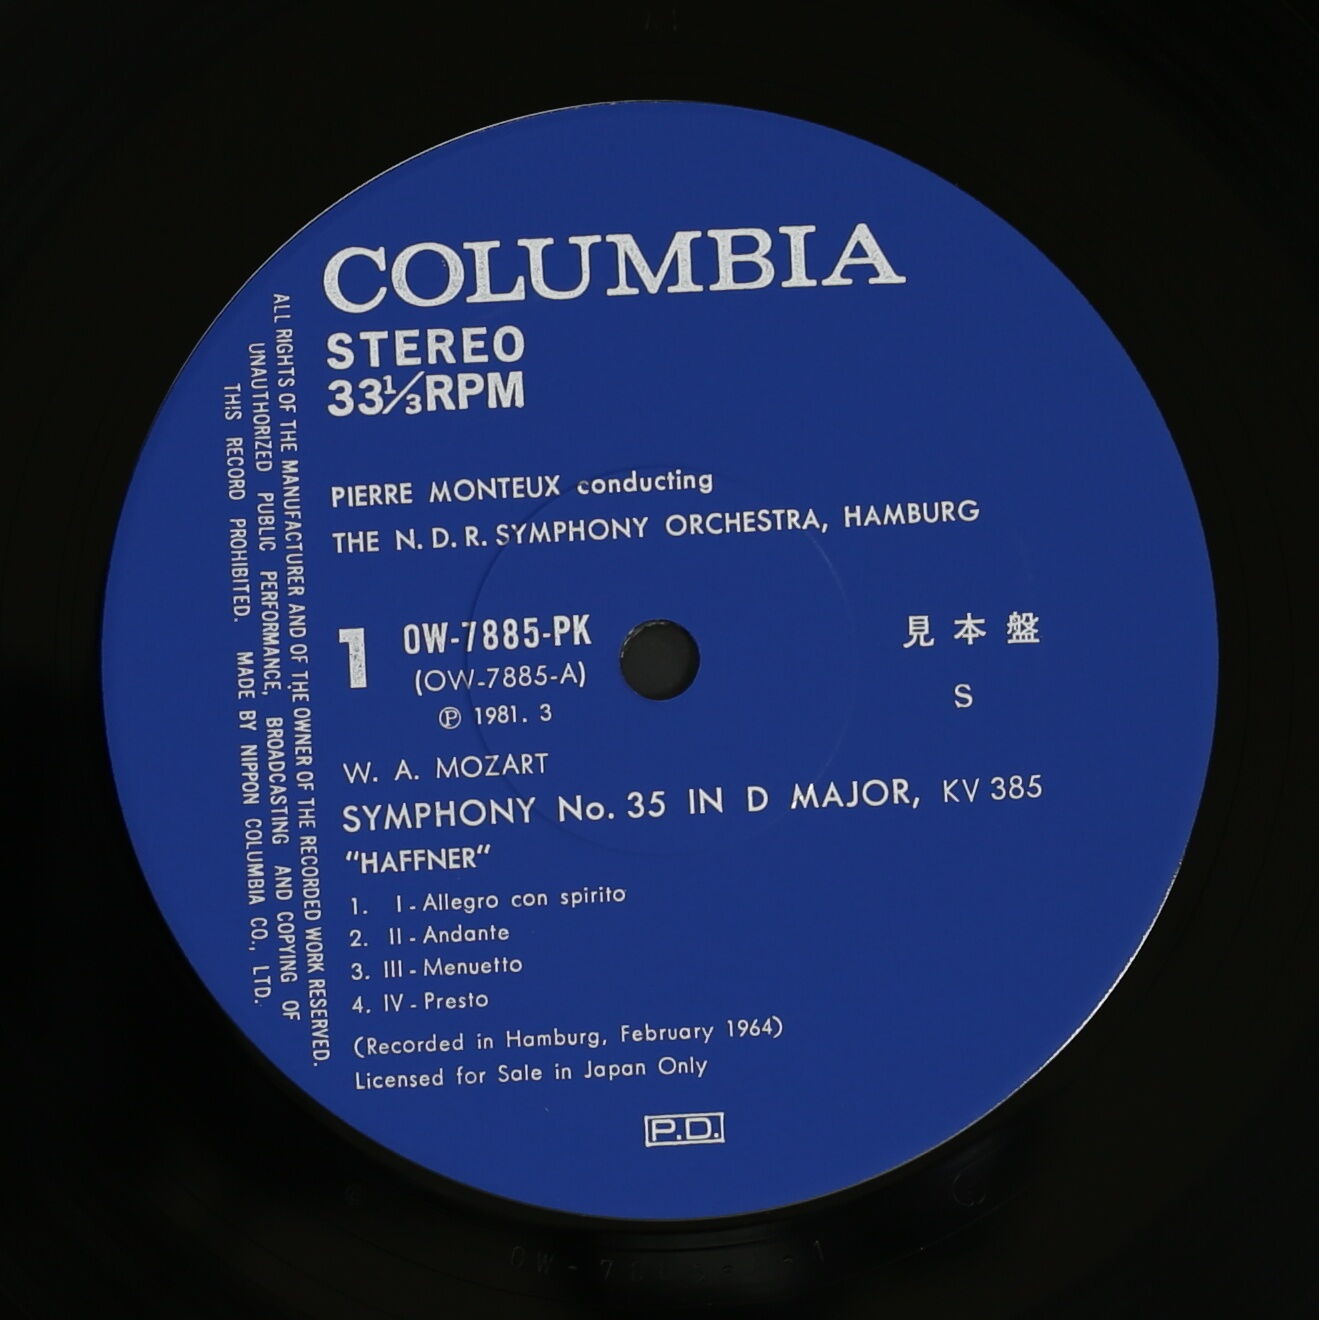 COLUMBIA
STEREO
33⅓RPM
PIERRE MONTEUX conducting
THE N. D. R. SYMPHONY ORCHESTRA, HAMBURG
1
OW-7885-PK
(OW-7885-A)
℗ 1981. 3
見本盤
S
W. A. MOZART
SYMPHONY No. 35 IN D MAJOR, KV 385
"HAFFNER"
1. I - Allegro con spirito
2. II - Andante
3. III - Menuetto
4. IV - Presto
(Recorded in Hamburg, February 1964)
Licensed for Sale in Japan Only
P.D.
ALL RIGHTS OF THE MANUFACTURER AND OF THE OWNER OF THE RECORDED WORK RESERVED.
UNAUTHORIZED PUBLIC PERFORMANCE, BROADCASTING AND COPYING OF
THIS RECORD PROHIBITED. MADE BY NIPPON COLUMBIA CO., LTD.